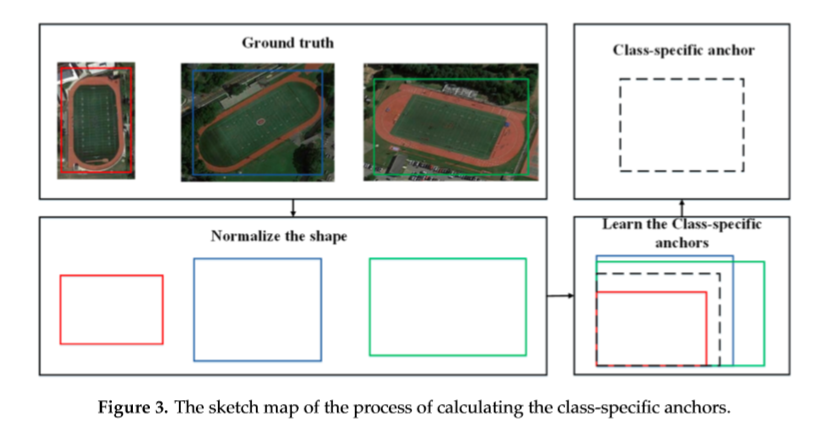 Ground truth
Class-specific anchor
Normalize the shape
Learn the Class-specific
anchors
Figure 3. The sketch map of the process of calculating the class-specific anchors.